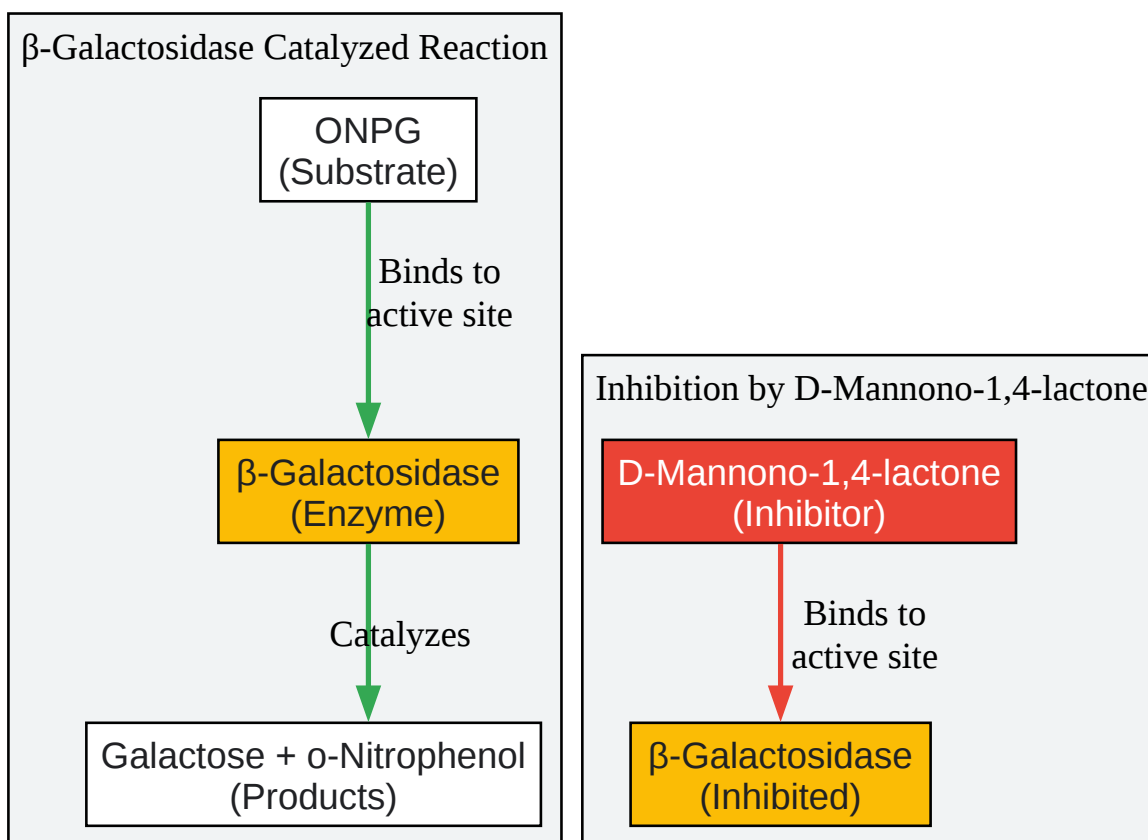 β-Galactosidase Catalyzed Reaction
ONPG
(Substrate)
Binds to
active site
β-Galactosidase
(Enzyme)
Catalyzes
Galactose + o-Nitrophenol
(Products)
Inhibition by D-Mannono-1,4-lactone
D-Mannono-1,4-lactone
(Inhibitor)
Binds to
active site
β-Galactosidase
(Inhibited)